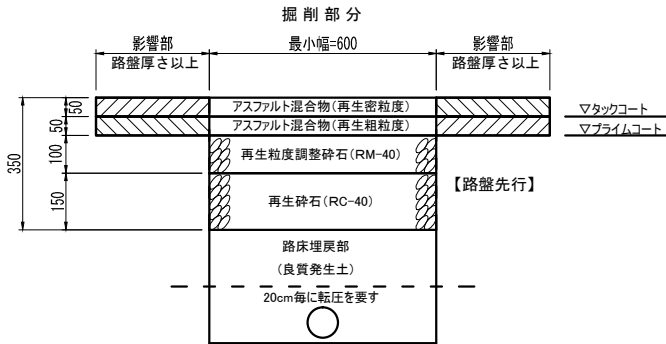 掘削部分
影響部
最小幅=600
影響部
路盤厚さ以上
路盤厚さ以上
50
アスファルト混合物(再生密粒度)
▽タックコート
50
アスファルト混合物(再生粗粒度)
▽プライムコート
350
100
再生粒度調整砕石(RM-40)
【路盤先行】
150
再生砕石(RC-40)
路床埋戻部
(良質発生土)
20cm毎に転圧を要す